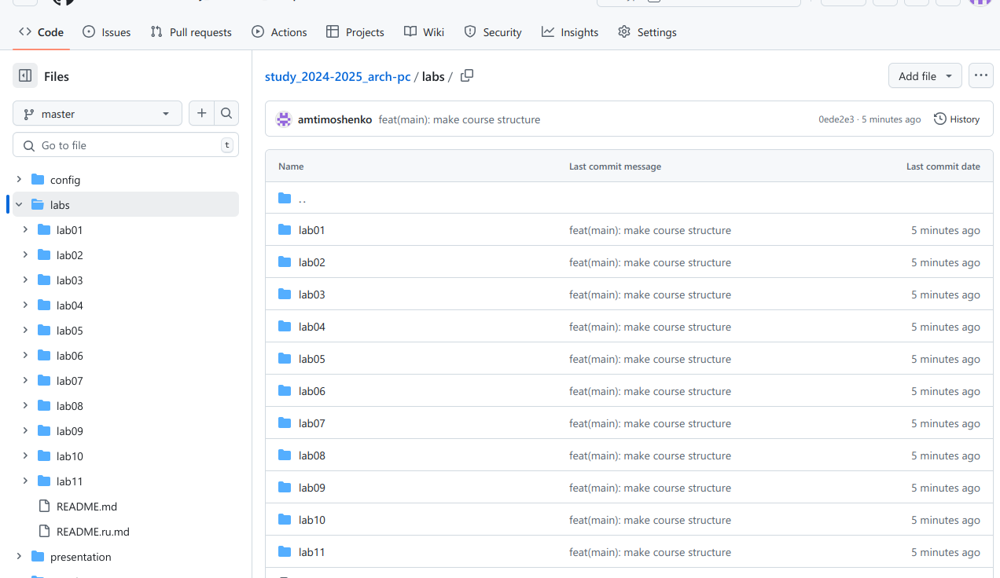 Code Issues Pull requests Actions Projects Wiki Security Insights Settings
Files
master
Go to file t
config
labs
lab01
lab02
lab03
lab04
lab05
lab06
lab07
lab08
lab09
lab10
lab11
README.md
README.ru.md
presentation
study_2024-2025_arch-pc / labs /
Add file
amtimoshenko feat(main): make course structure 0ede2e3 · 5 minutes ago History
Name Last commit message Last commit date
..
lab01 feat(main): make course structure 5 minutes ago
lab02 feat(main): make course structure 5 minutes ago
lab03 feat(main): make course structure 5 minutes ago
lab04 feat(main): make course structure 5 minutes ago
lab05 feat(main): make course structure 5 minutes ago
lab06 feat(main): make course structure 5 minutes ago
lab07 feat(main): make course structure 5 minutes ago
lab08 feat(main): make course structure 5 minutes ago
lab09 feat(main): make course structure 5 minutes ago
lab10 feat(main): make course structure 5 minutes ago
lab11 feat(main): make course structure 5 minutes ago